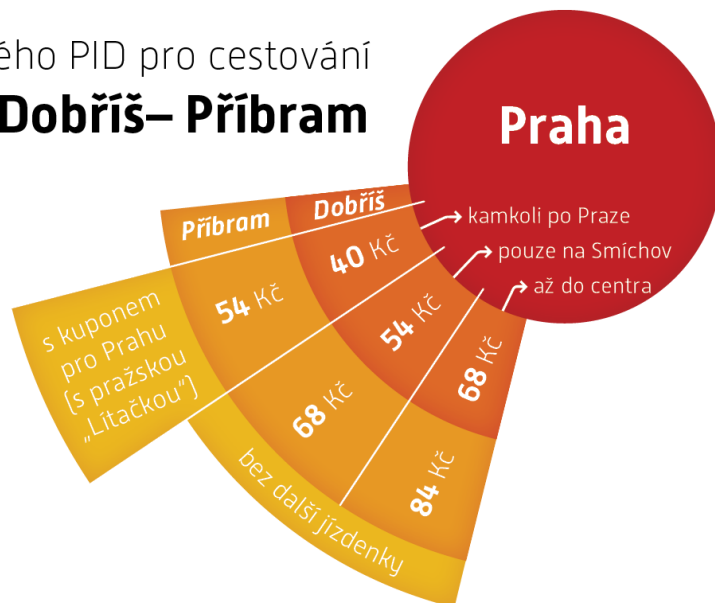 ého PID pro cestování
Dobříš– Příbram
Praha
Příbram
Dobříš
kamkoli po Praze
40 Kč
pouze na Smíchov
54 Kč
54 Kč
až do centra
s kuponem
pro Prahu
(s pražskou
„Lítačkou“)
68 Kč
68 Kč
84 Kč
bez další jízdenky